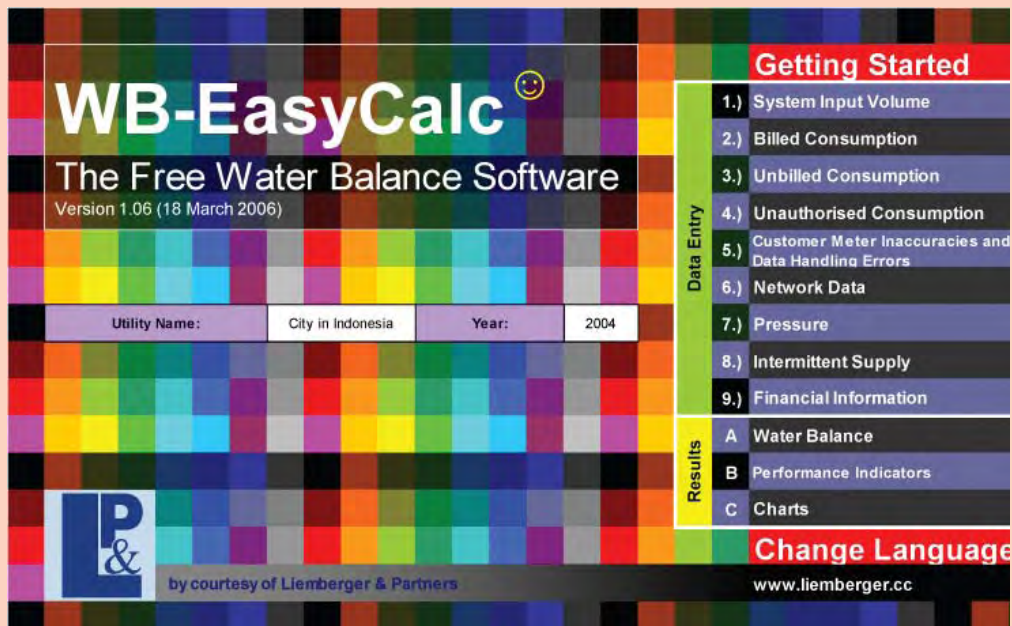 WB-EasyCalc
The Free Water Balance Software
Version 1.06 (18 March 2006)
Utility Name: City in Indonesia Year: 2004
L
P
&
by courtesy of Liemberger & Partners
Getting Started
Data Entry
1.) System Input Volume
2.) Billed Consumption
3.) Unbilled Consumption
4.) Unauthorised Consumption
5.) Customer Meter Inaccuracies and
Data Handling Errors
6.) Network Data
7.) Pressure
8.) Intermittent Supply
9.) Financial Information
Results
A Water Balance
B Performance Indicators
C Charts
Change Language
www.liemberger.cc